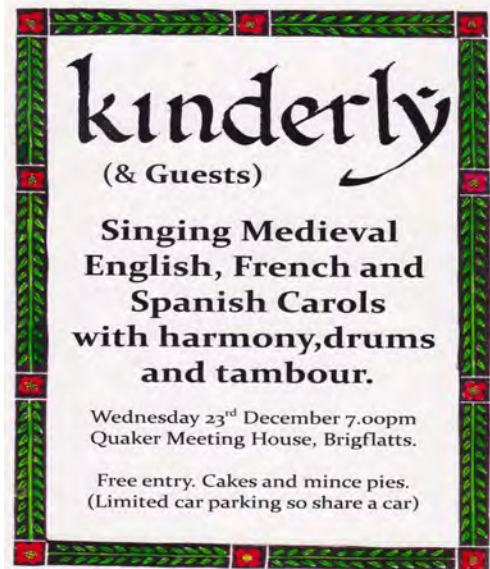 kinderly
(& Guests)
Singing Medieval
English, French and
Spanish Carols
with harmony,drums
and tambour.
Wednesday 23rd December 7.00pm
Quaker Meeting House, Brigflatts.
Free entry. Cakes and mince pies.
(Limited car parking so share a car)